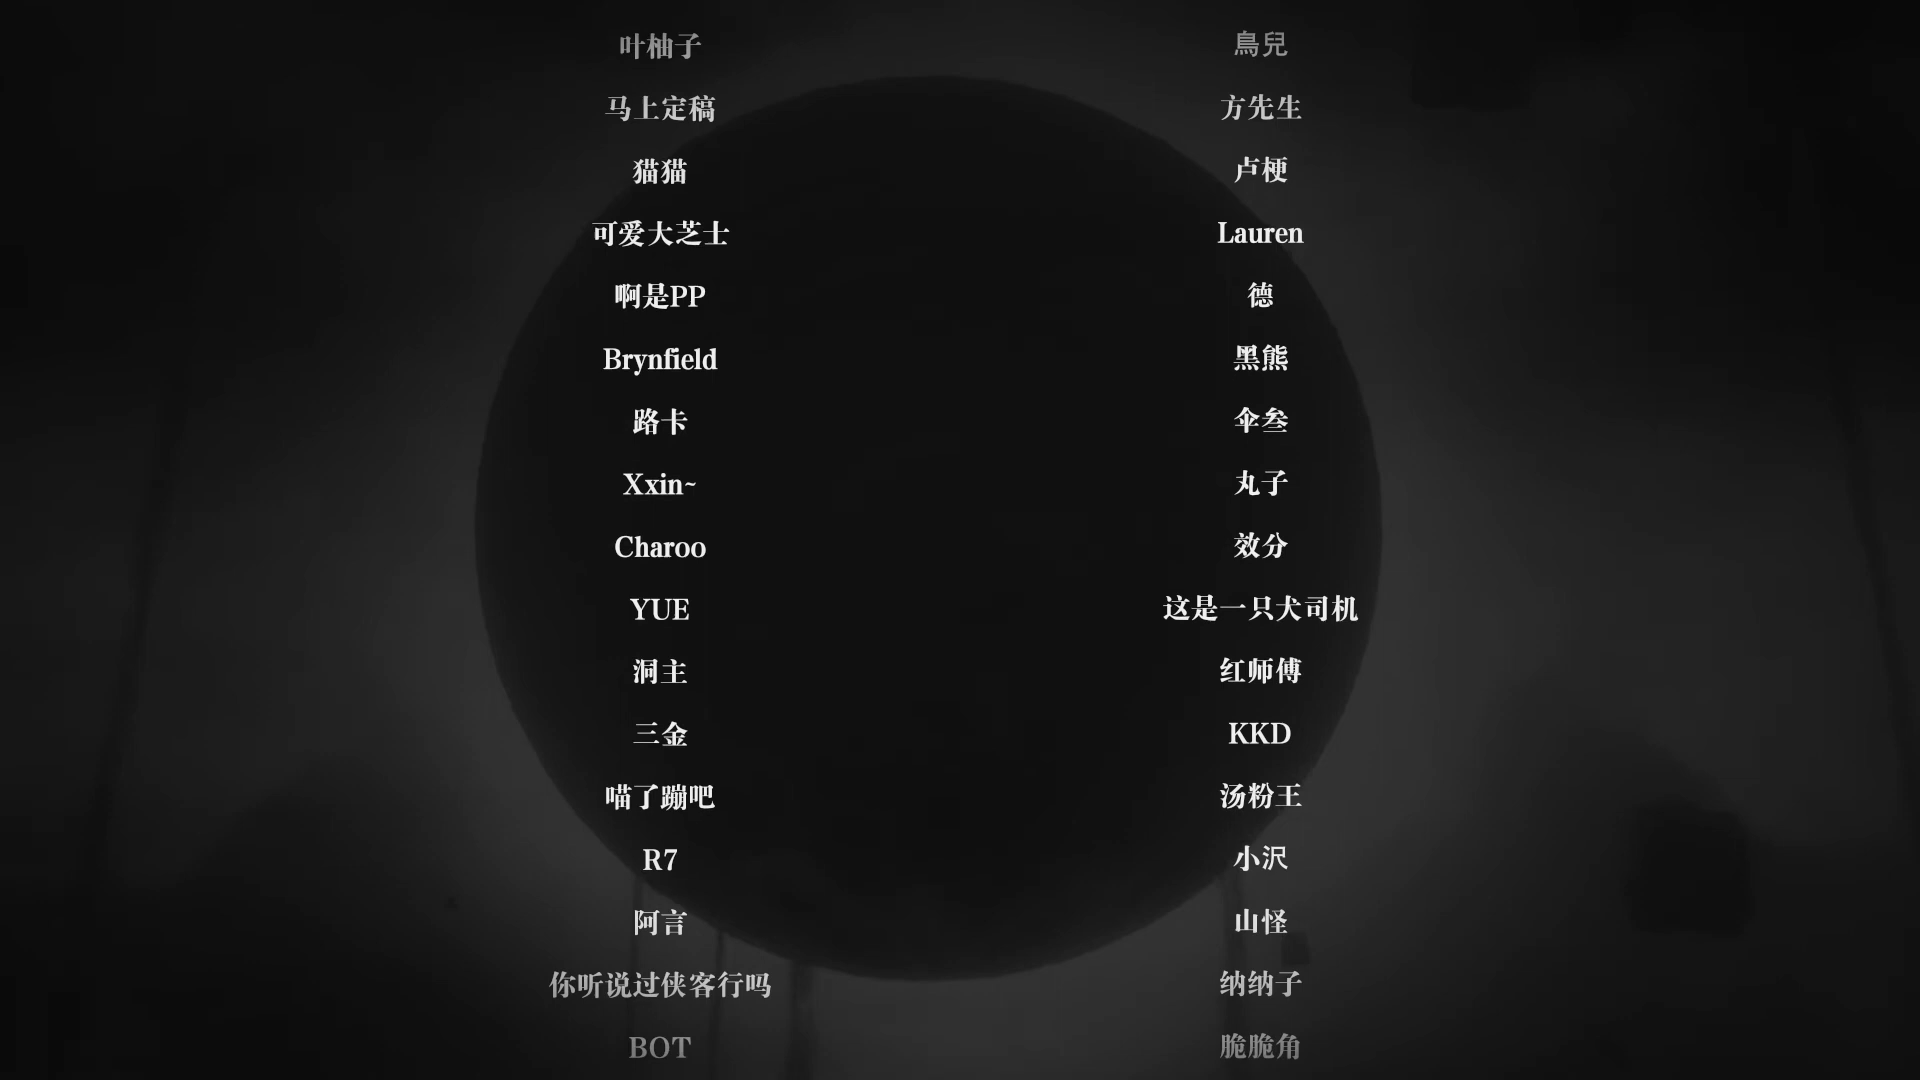 叶柚子
鳥兒
马上定稿
方先生
猫猫
卢梗
可爱大芝士
Lauren
啊是PP
德
Brynfield
黑熊
路卡
伞叁
Xxin~
丸子
Charoo
效分
YUE
这是一只犬司机
洞主
红师傅
三金
KKD
喵了蹦吧
汤粉王
R7
小沢
阿言
山怪
你听说过侠客行吗
纳纳子
BOT
脆脆角